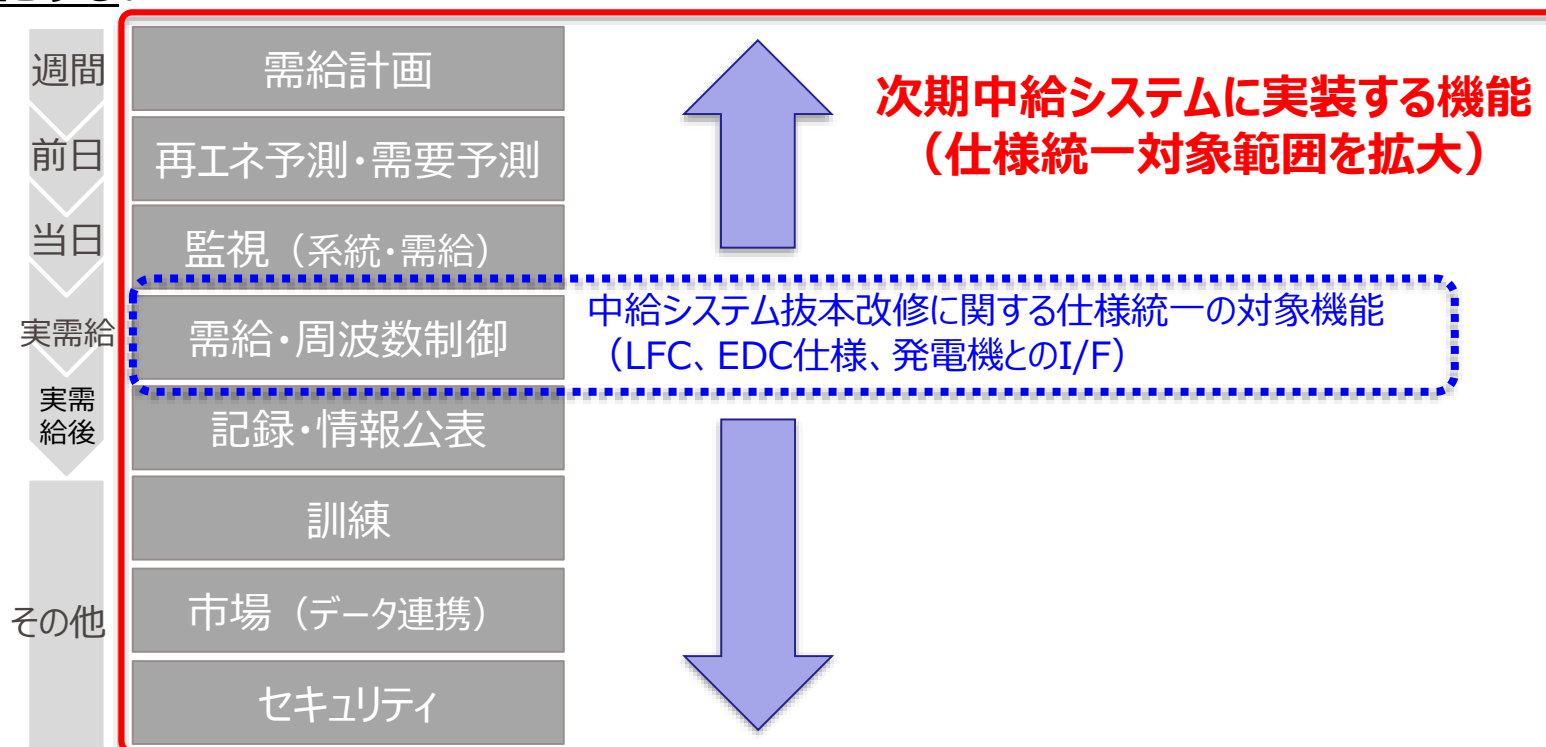 週間
需給計画
次期中給システムに実装する機能
（仕様統一対象範囲を拡大）
前日
再エネ予測・需要予測
当日
監視（系統・需給）
実需給
需給・周波数制御
中給システム抜本改修に関する仕様統一の対象機能
（LFC、EDC仕様、発電機とのI/F）
実需
給後
記録・情報公表
その他
訓練
市場（データ連携）
セキュリティ